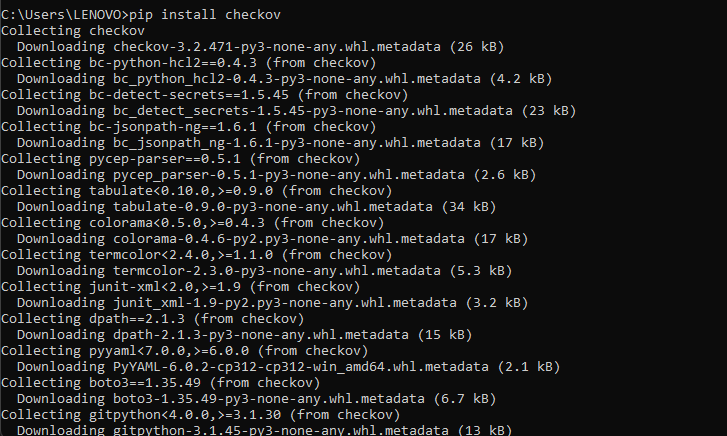 C:\Users\LENOVO>pip install checkov
Collecting checkov
  Downloading checkov-3.2.471-py3-none-any.whl.metadata (26 kB)
Collecting bc-python-hcl2==0.4.3 (from checkov)
  Downloading bc_python_hcl2-0.4.3-py3-none-any.whl.metadata (4.2 kB)
Collecting bc-detect-secrets==1.5.45 (from checkov)
  Downloading bc_detect_secrets-1.5.45-py3-none-any.whl.metadata (23 kB)
Collecting bc-jsonpath-ng==1.6.1 (from checkov)
  Downloading bc_jsonpath_ng-1.6.1-py3-none-any.whl.metadata (17 kB)
Collecting pycep-parser==0.5.1 (from checkov)
  Downloading pycep_parser-0.5.1-py3-none-any.whl.metadata (2.6 kB)
Collecting tabulate<0.10.0,>=0.9.0 (from checkov)
  Downloading tabulate-0.9.0-py3-none-any.whl.metadata (34 kB)
Collecting colorama<0.5.0,>=0.4.3 (from checkov)
  Downloading colorama-0.4.6-py2.py3-none-any.whl.metadata (17 kB)
Collecting termcolor<2.4.0,>=1.1.0 (from checkov)
  Downloading termcolor-2.3.0-py3-none-any.whl.metadata (5.3 kB)
Collecting junit-xml<2.0,>=1.9 (from checkov)
  Downloading junit_xml-1.9-py2.py3-none-any.whl.metadata (3.2 kB)
Collecting dpath==2.1.3 (from checkov)
  Downloading dpath-2.1.3-py3-none-any.whl.metadata (15 kB)
Collecting pyyaml<7.0.0,>=6.0.0 (from checkov)
  Downloading PyYAML-6.0.2-cp312-cp312-win_amd64.whl.metadata (2.1 kB)
Collecting boto3==1.35.49 (from checkov)
  Downloading boto3-1.35.49-py3-none-any.whl.metadata (6.7 kB)
Collecting gitpython<4.0.0,>=3.1.30 (from checkov)
  Downloading gitpython-3.1.45-py3-none-any.whl.metadata (13 kB)